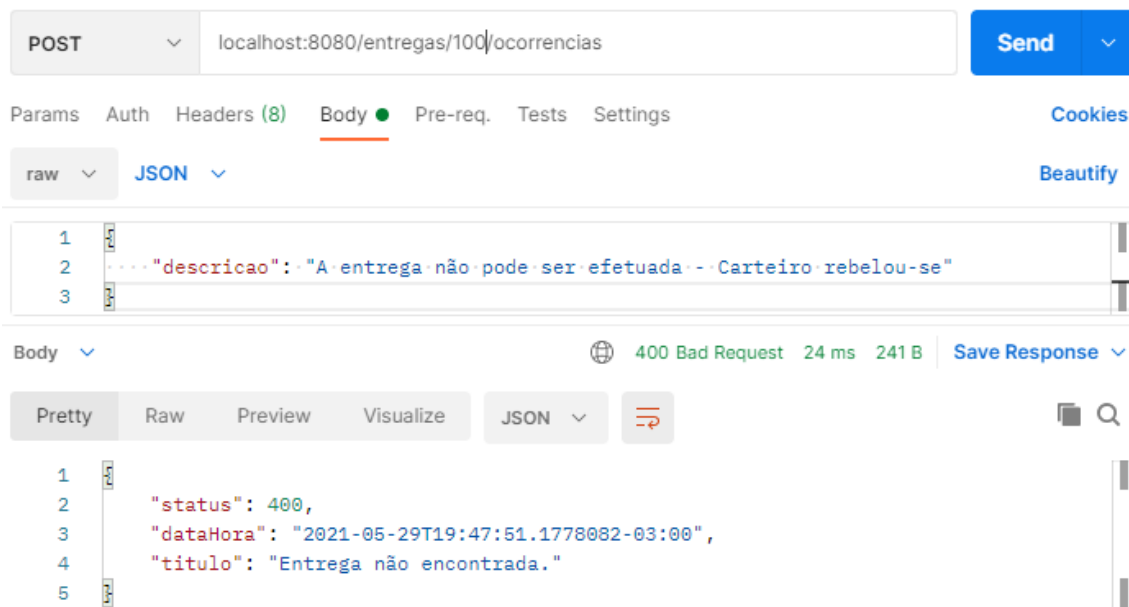 POST localhost:8080/entregas/100/ocorrencias Send
Params Auth Headers (8) Body Pre-req. Tests Settings Cookies
raw JSON Beautify
1 {
2 "descricao": "A entrega não pode ser efetuada - Carteiro rebelou-se"
3 }
Body 400 Bad Request 24 ms 241 B Save Response
Pretty Raw Preview Visualize JSON
1 {
2 "status": 400,
3 "dataHora": "2021-05-29T19:47:51.1778082-03:00",
4 "titulo": "Entrega não encontrada."
5 }